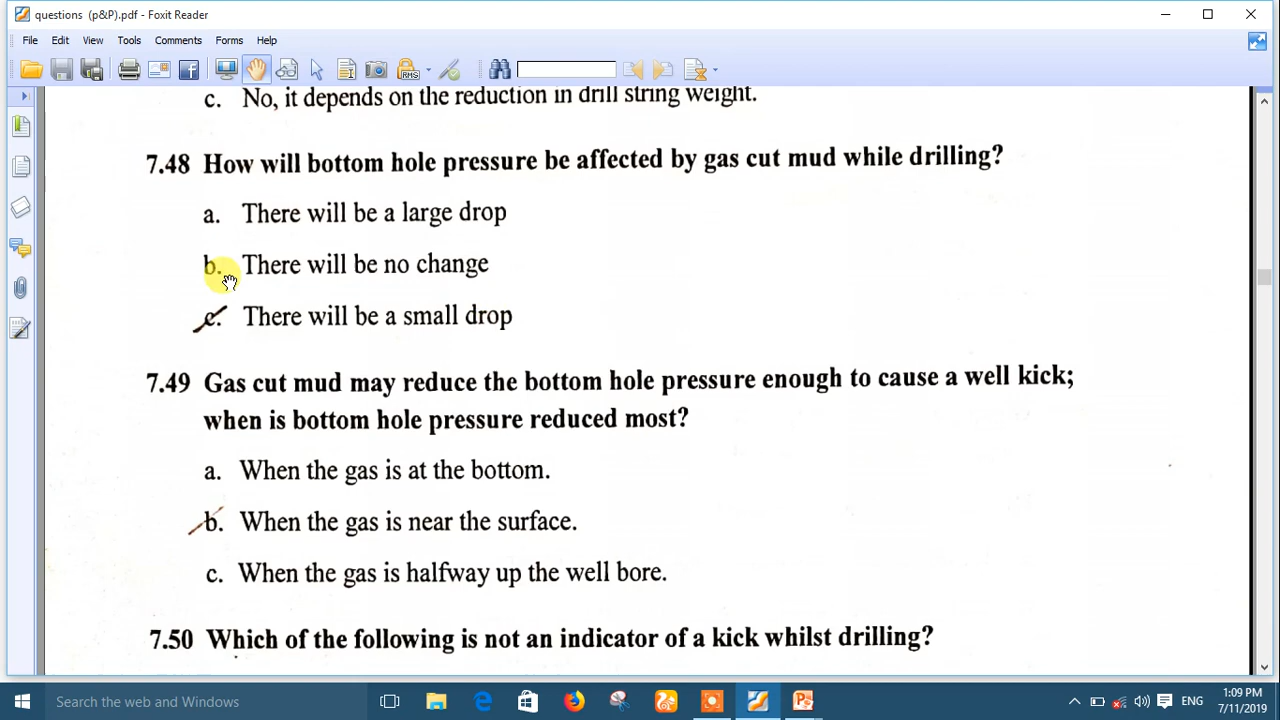 questions (p&P).pdf - Foxit Reader
File Edit View Tools Comments Forms Help
RMS
c. No, it depends on the reduction in drill string weight.
7.48 How will bottom hole pressure be affected by gas cut mud while drilling?
a. There will be a large drop
b. There will be no change
c. There will be a small drop
7.49 Gas cut mud may reduce the bottom hole pressure enough to cause a well kick;
when is bottom hole pressure reduced most?
a. When the gas is at the bottom.
b. When the gas is near the surface.
c. When the gas is halfway up the well bore.
7.50 Which of the following is not an indicator of a kick whilst drilling?
Search the web and Windows
ENG
1:09 PM
7/11/2019